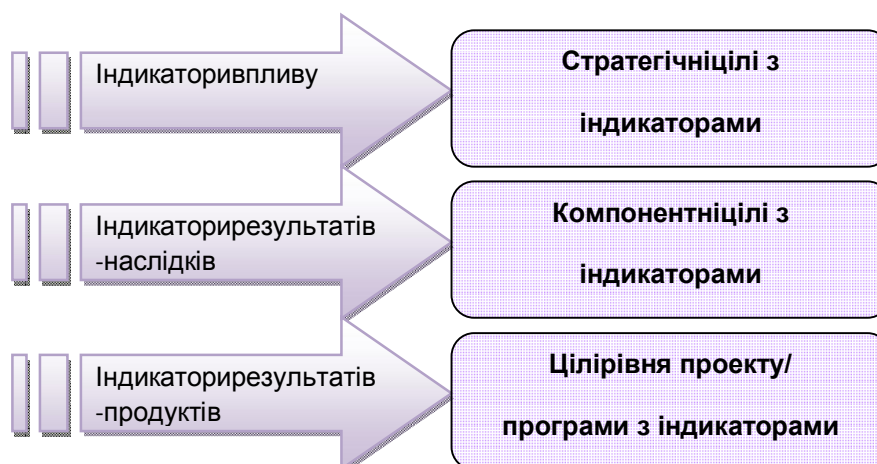 Індикаторивпливу
Стратегічніцілі з
індикаторами
Індикаторирезультатів
-наслідків
Компонентніцілі з
індикаторами
Індикаторирезультатів
-продуктів
Цілірівня проекту/
програми з індикаторами